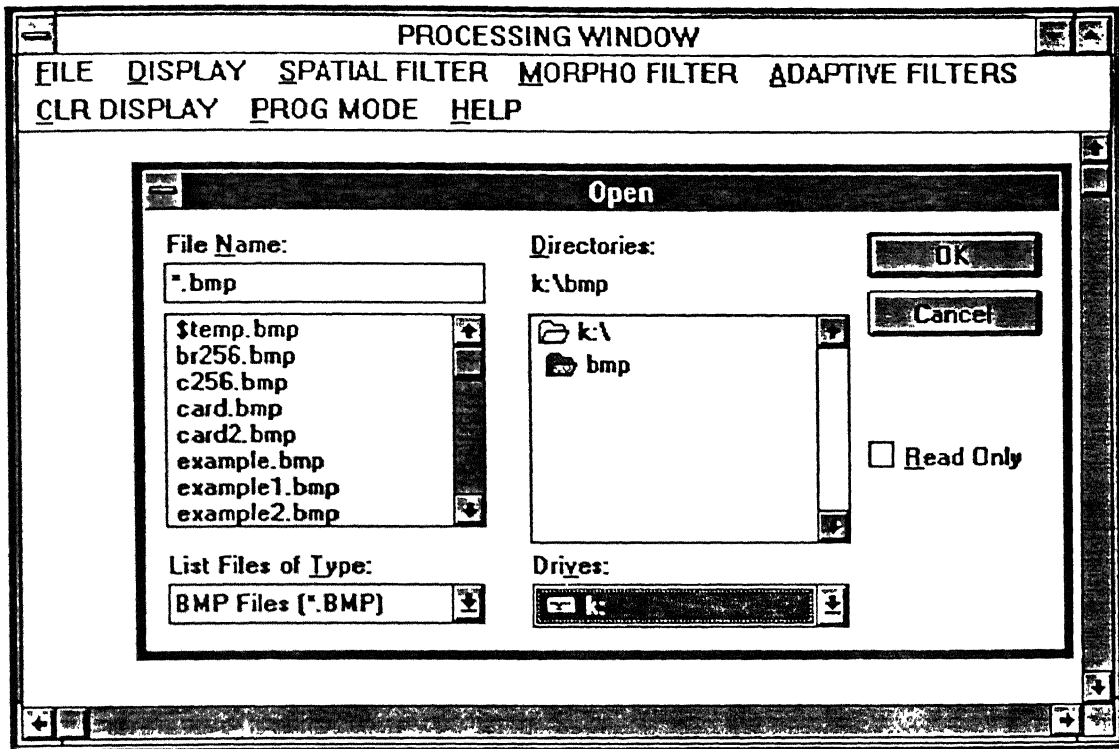 PROCESSING WINDOW
FILE DISPLAY SPATIAL FILTER MORPHO FILTER ADAPTIVE FILTERS
CLR DISPLAY PROG MODE HELP
Open
File Name:
*.bmp
$temp.bmp
br256.bmp
c256.bmp
card.bmp
card2.bmp
example.bmp
example1.bmp
example2.bmp
List Files of Type:
BMP Files (*.BMP)
Directories:
k:\bmp
k:\
bmp
Drives:
k:
OK
Cancel
Read Only